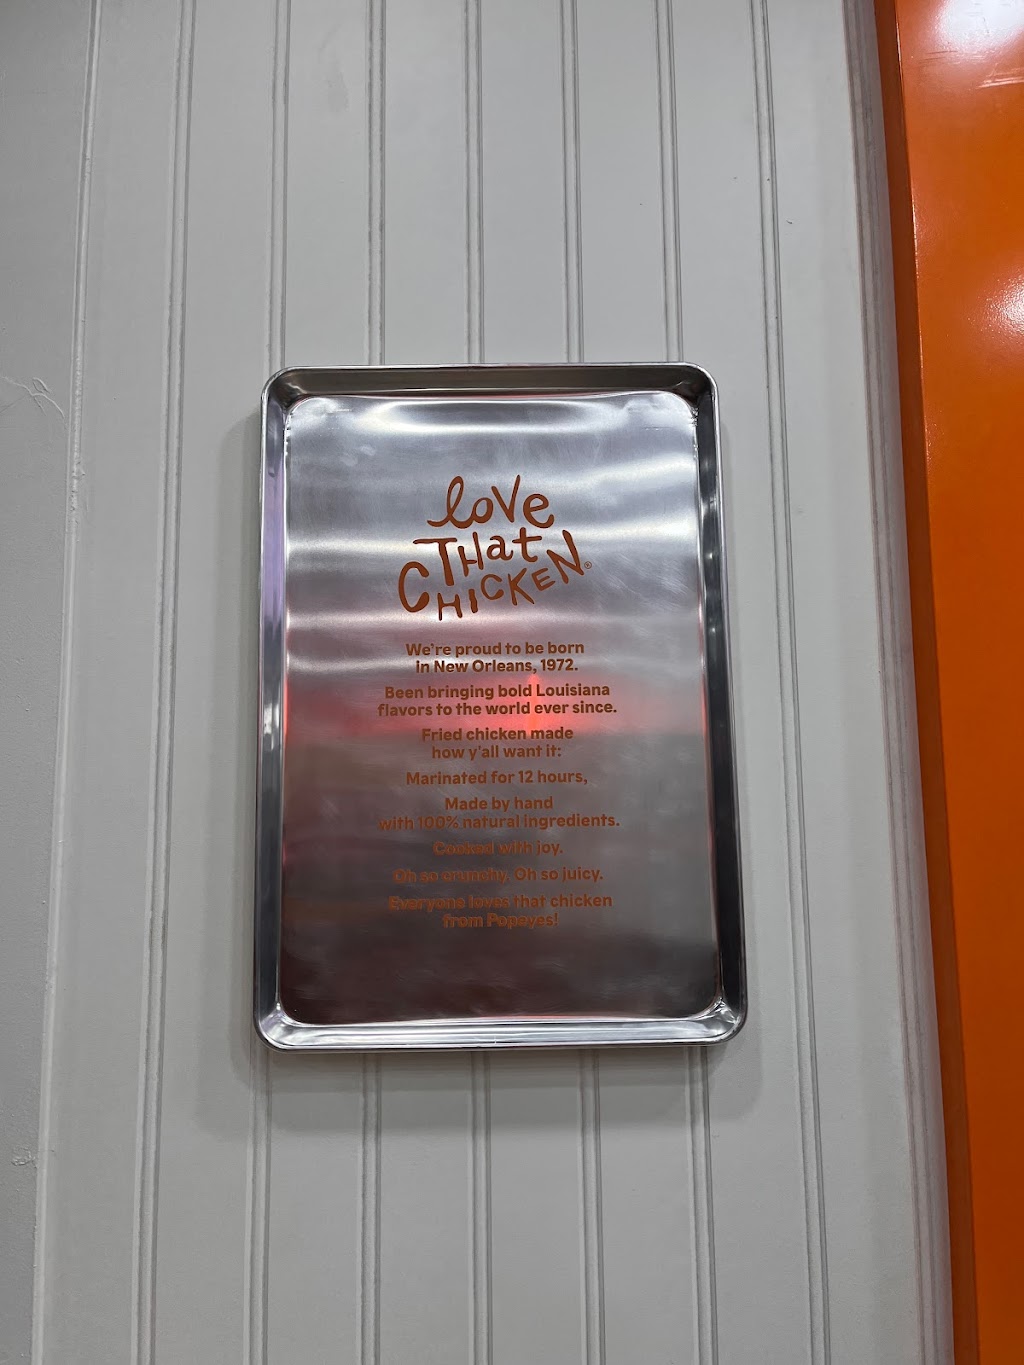 love
THat
CHICKEN®
We're proud to be born
in New Orleans, 1972.
Been bringing bold Louisiana
flavors to the world ever since.
Fried chicken made
how y'all want it:
Marinated for 12 hours,
Made by hand
with 100% natural ingredients.
Cooked with joy.
Oh so crunchy. Oh so juicy.
Everyone loves that chicken
from Popeyes!